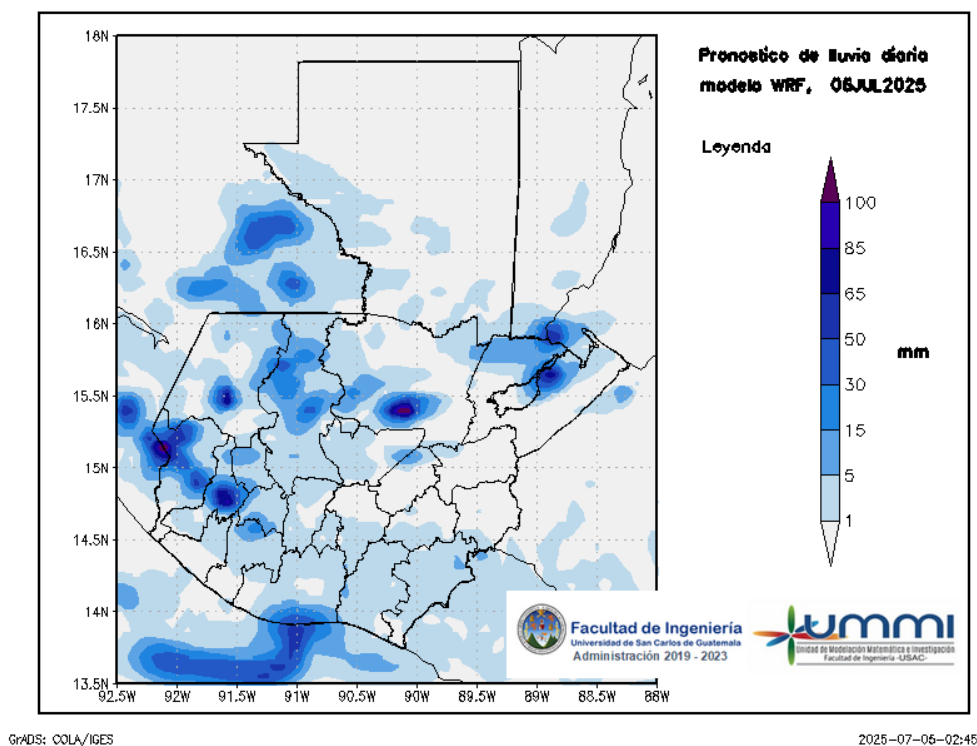 Pronostico de lluvia diaria
modelo WRF, 06JUL2025
Leyenda
100
85
65
50
30
15
5
1
mm
18N
17.5N
17N
16.5N
16N
15.5N
15N
14.5N
14N
13.5N
92.5W 92W 91.5W 91W 90.5W 90W 89.5W 89W 88.5W 88W
Facultad de Ingeniería
Universidad de San Carlos de Guatemala
Administración 2019 - 2023
ummi
Unidad de Modelación Matemática e Investigación
Facultad de Ingeniería -USAC-
GrADS: COLA/IGES
2025-07-06-02:45